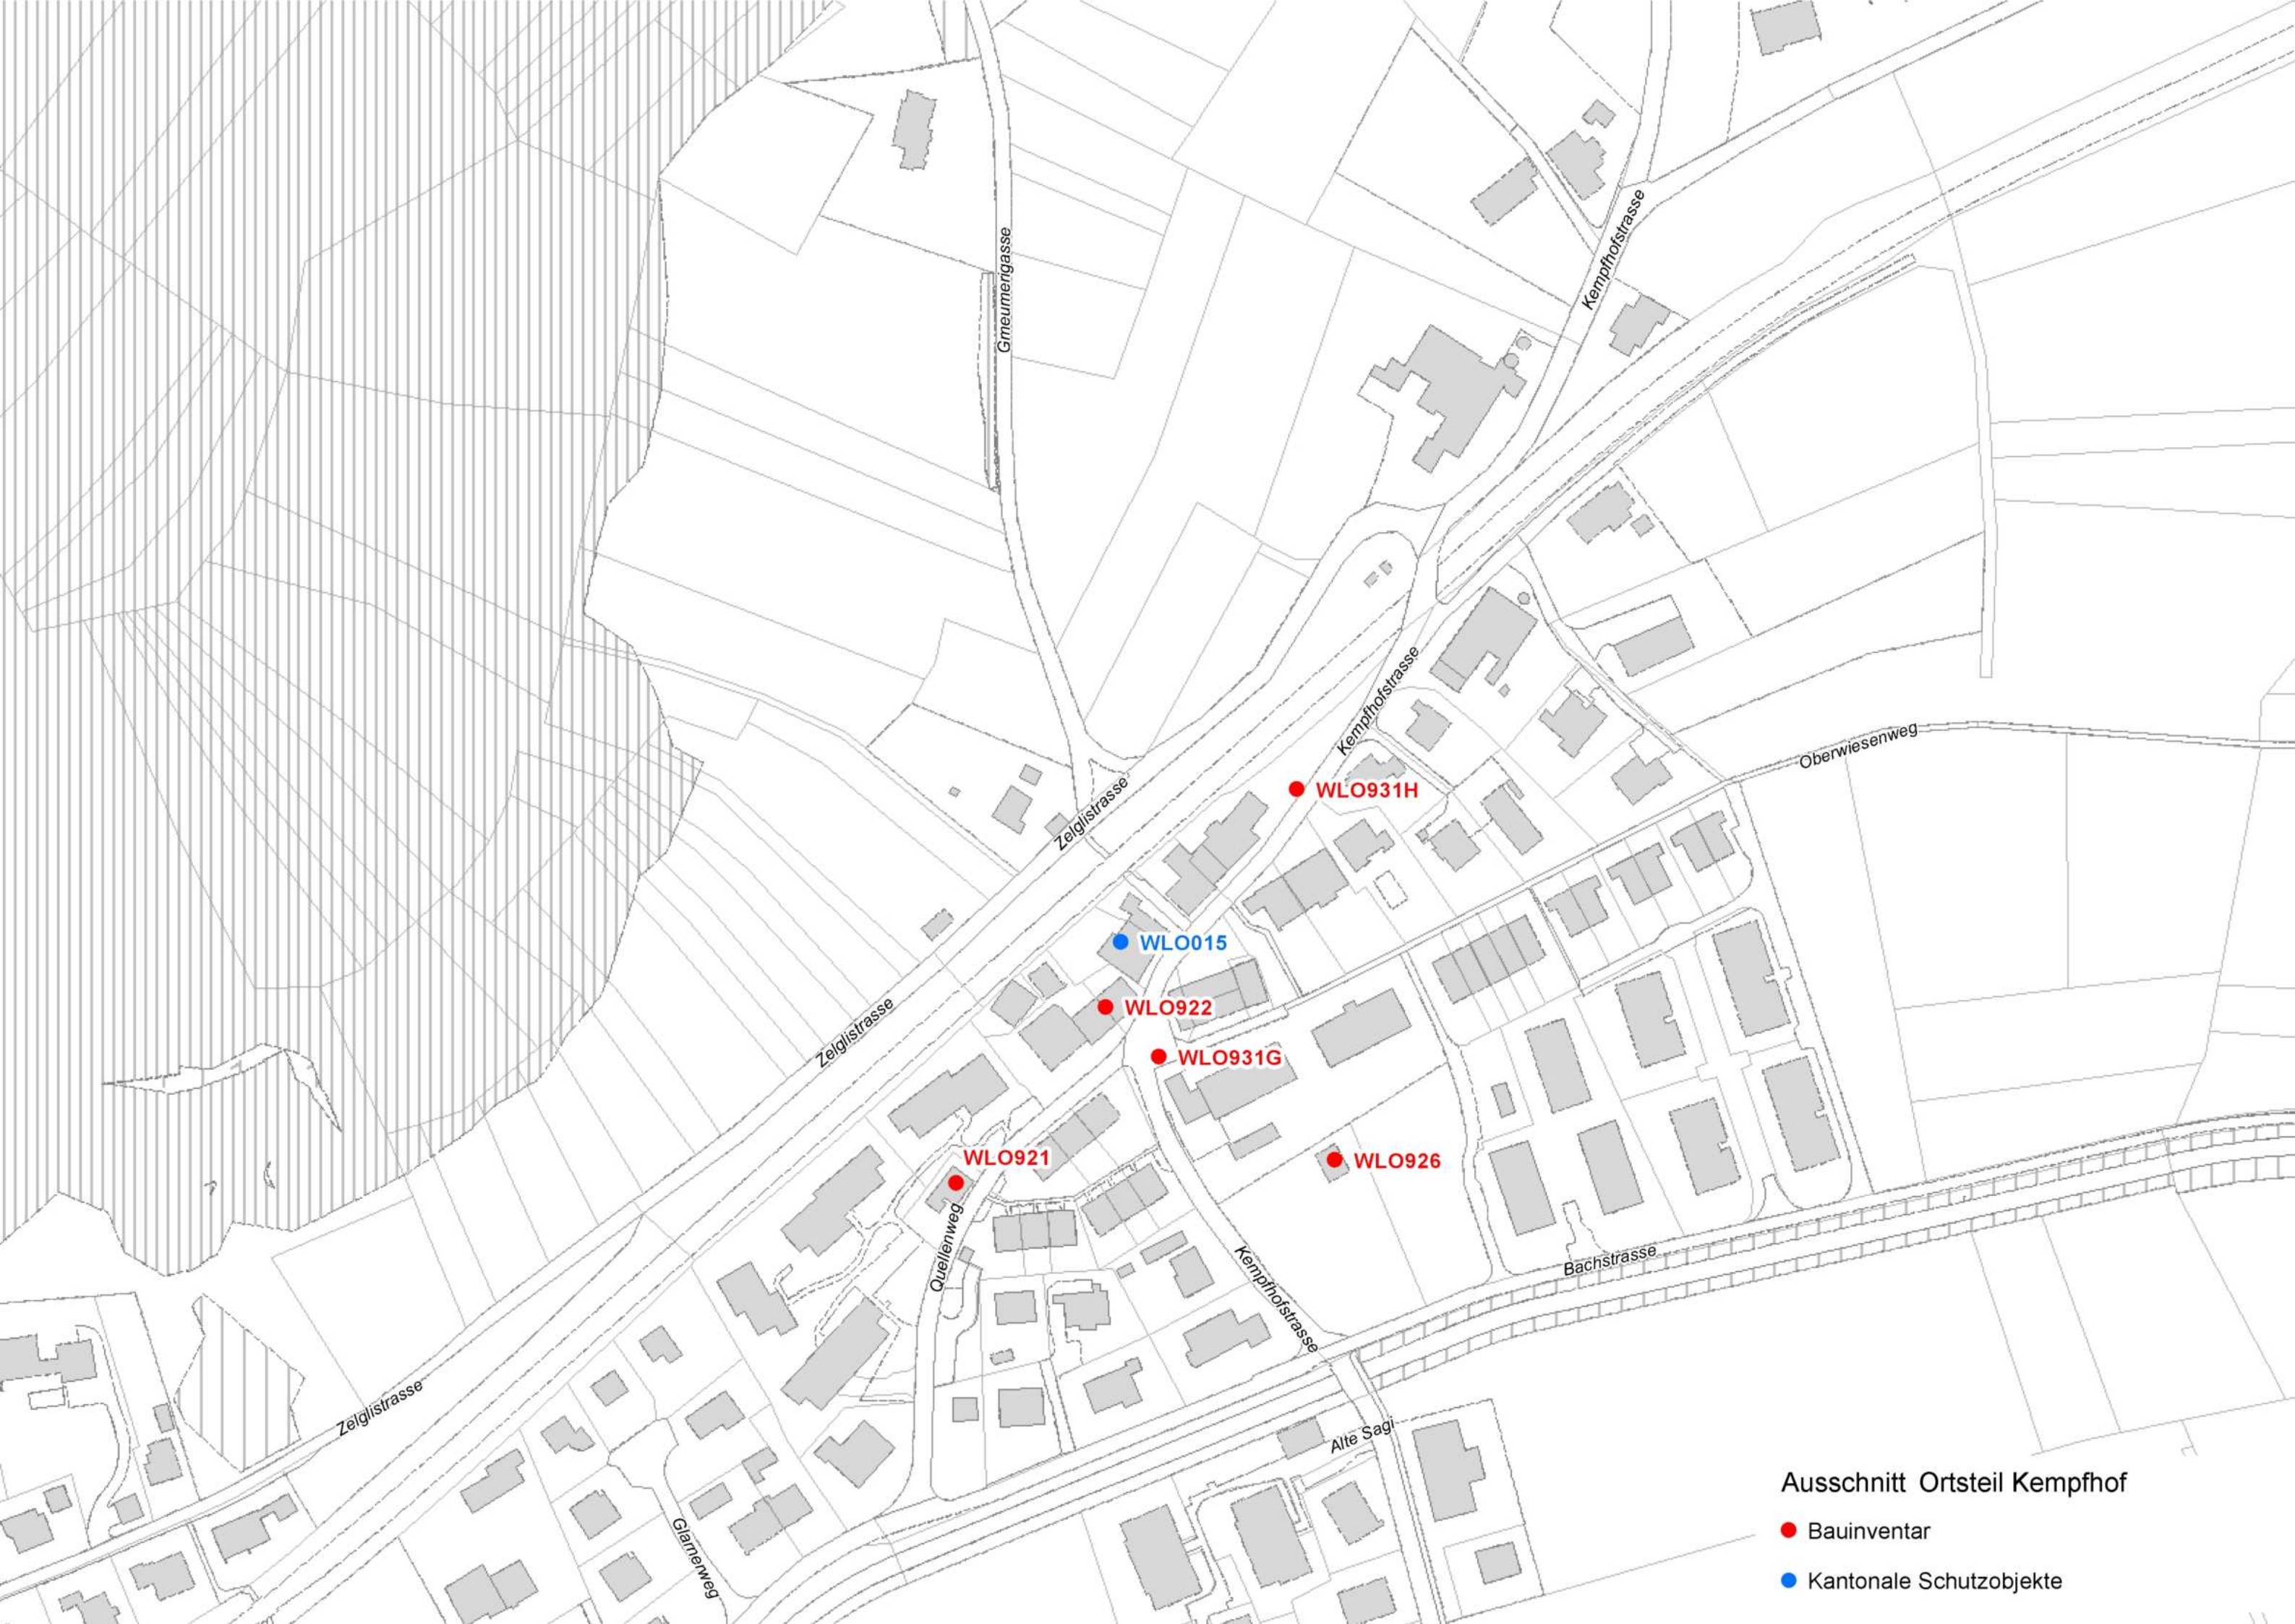 Kempfhofstrasse
Gmeumerigasse
Kempfhofstrasse
Oberwiesenweg
WLO931H
Zelglistrasse
WLO015
WLO922
Zelglistrasse
WLO931G
WLO921
WLO926
Quellenweg
Kempfhofstrasse
Bachstrasse
Zelglistrasse
Alte Sagi
Glarnerweg
Ausschnitt Ortsteil Kempfhof
Bauinventar
Kantonale Schutzobjekte